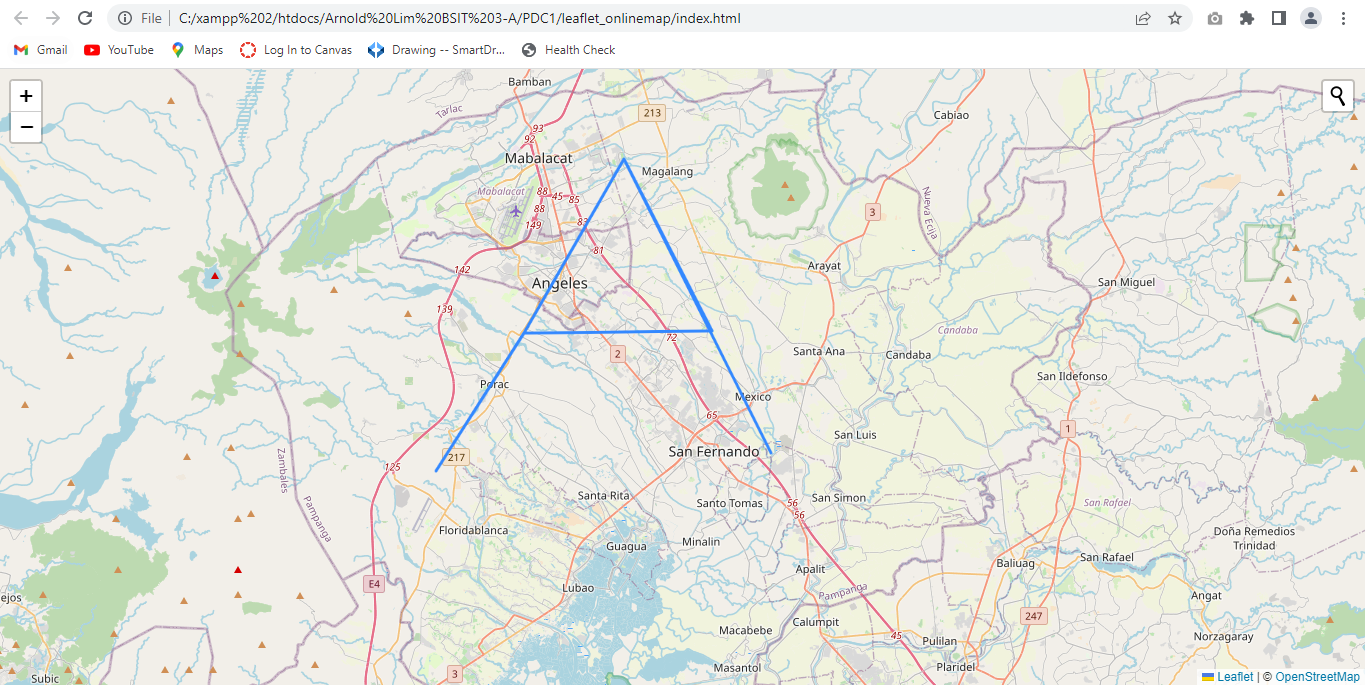 File | C:/xampp%202/htdocs/Arnold%20Lim%20BSIT%203-A/PDC1/leaflet_onlinemap/index.html
Gmail YouTube Maps Log In to Canvas Drawing -- SmartDr... Health Check
+
−
Bamban
Tarlac
213
Cabiao
93
92
Mabalacat
Magalang
Mabalacat
88
45
85
88
149
83
3
Nueva Ecija
81
142
Arayat
Angeles
San Miguel
139
Candaba
72
2
Santa Ana
Candaba
Porac
San Ildefonso
Mexico
65
1
San Luis
San Fernando
217
125
Zambales
Pampanga
Santa Rita
Santo Tomas
San Simon
56
56
San Rafael
Floridablanca
Minalin
Guagua
Doña Remedios
Trinidad
San Rafael
Baliuag
Apalit
E4
Lubao
Pampanga
Angat
ejos
247
Calumpit
Macabebe
45
Pulilan
Norzagaray
Masantol
Plaridel
3
Subic
Leaflet | © OpenStreetMap